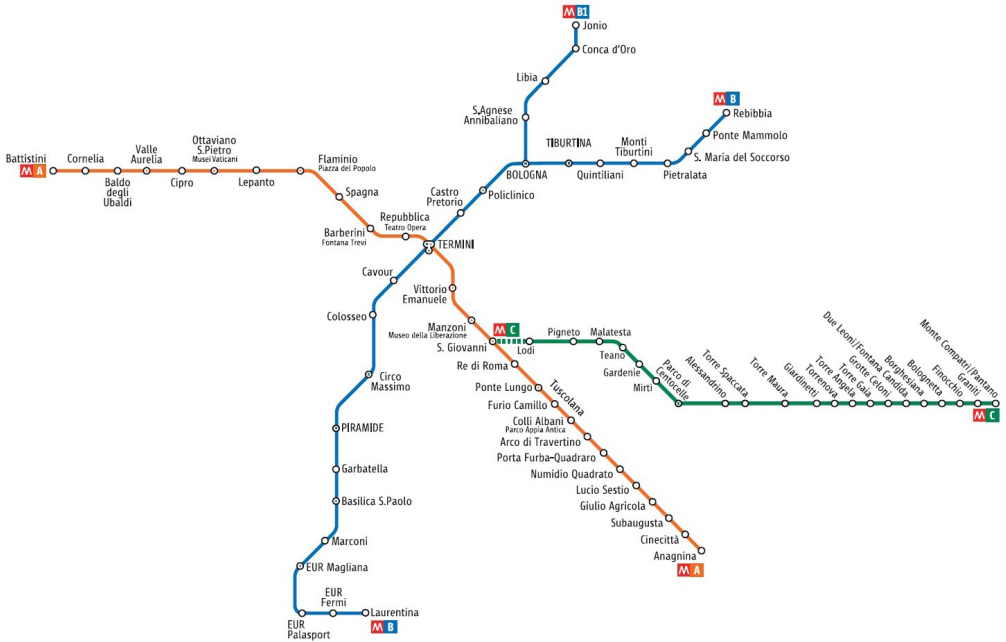 M B1
Jonio
Conca d'Oro
Libia
S.Agnese
Annibaliano
M B
Rebibbia
Ponte Mammolo
S. Maria del Soccorso
Pietralata
Monti
Tiburtini
Quintiliani
TIBURTINA
BOLOGNA
Policlinico
Castro
Pretorio
Battistini
M A
Cornelia
Baldo
degli
Ubaldi
Valle
Aurelia
Cipro
Ottaviano
S.Pietro
Musei Vaticani
Lepanto
Flaminio
Piazza del Popolo
Spagna
Barberini
Fontana Trevi
Repubblica
Teatro Opera
TERMINI
Cavour
Colosseo
Circo
Massimo
PIRAMIDE
Garbatella
Basilica S.Paolo
Marconi
EUR Magliana
EUR
Palasport
EUR
Fermi
Laurentina
M B
Vittorio
Emanuele
Manzoni
Museo della Liberazione
S. Giovanni
M C
Lodi
Pigneto
Malatesta
Teano
Gardenie
Mirti
Parco di
Centocelle
Alessandrino
Torre Spaccata
Torre Maura
Giardinetti
Torrenova
Torre Angela
Torre Gaia
Grotte Celoni
Due Leoni/Fontana Candida
Borghesiana
Bolognetta
Finocchio
Graniti
Monte Compatri/Pantano
M C
Re di Roma
Ponte Lungo
Tuscolana
Furio Camillo
Colli Albani
Parco Appia Antica
Arco di Travertino
Porta Furba-Quadraro
Numidio Quadrato
Lucio Sestio
Giulio Agricola
Subaugusta
Cinecittà
Anagnina
M A